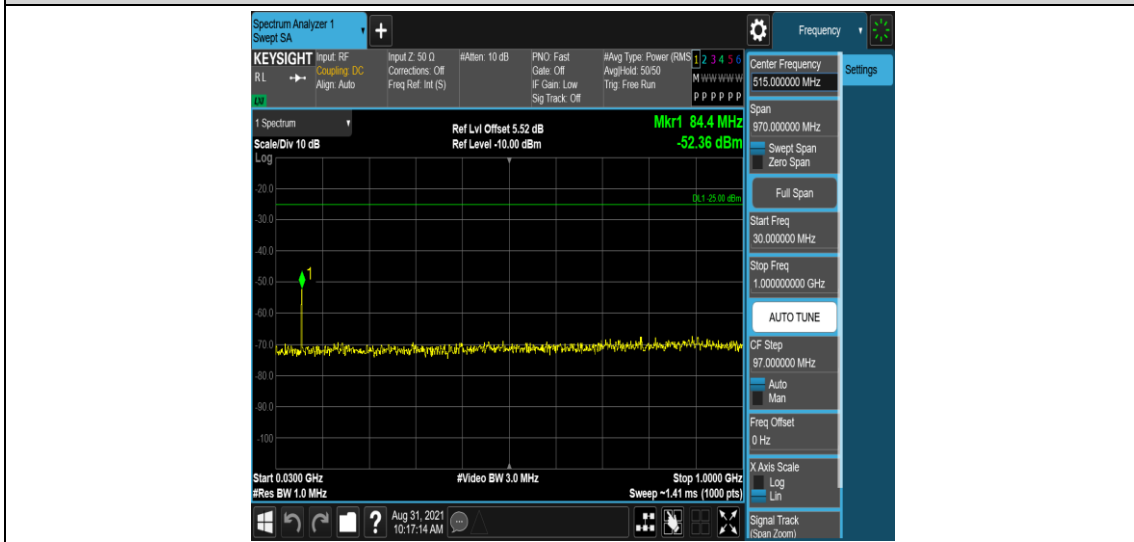 Spectrum Analyzer 1
Swept SA
+
Frequency
KEYSIGHT
RL
LXI
Input: RF
Coupling: DC
Align: Auto
Input Z: 50 Ω
Corrections: Off
Freq Ref: Int (S)
#Atten: 10 dB
PNO: Fast
Gate: Off
IF Gain: Low
Sig Track: Off
#Avg Type: Power (RMS
Avg|Hold: 50/50
Trig: Free Run
1 2 3 4 5 6
M W W W W W
P P P P P P
1 Spectrum
Scale/Div 10 dB
Ref Lvl Offset 5.52 dB
Ref Level -10.00 dBm
Mkr1 84.4 MHz
-52.36 dBm
Log
DL1 -25.00 dBm
1
-20.0
-30.0
-40.0
-50.0
-60.0
-70.0
-80.0
-90.0
-100
Start 0.0300 GHz
#Res BW 1.0 MHz
#Video BW 3.0 MHz
Stop 1.0000 GHz
Sweep ~1.41 ms (1000 pts)
?
Aug 31, 2021
10:17:14 AM
Center Frequency
515.000000 MHz
Settings
Span
970.000000 MHz
Swept Span
Zero Span
Full Span
Start Freq
30.000000 MHz
Stop Freq
1.000000000 GHz
AUTO TUNE
CF Step
97.000000 MHz
Auto
Man
Freq Offset
0 Hz
X Axis Scale
Log
Lin
Signal Track
(Span Zoom)